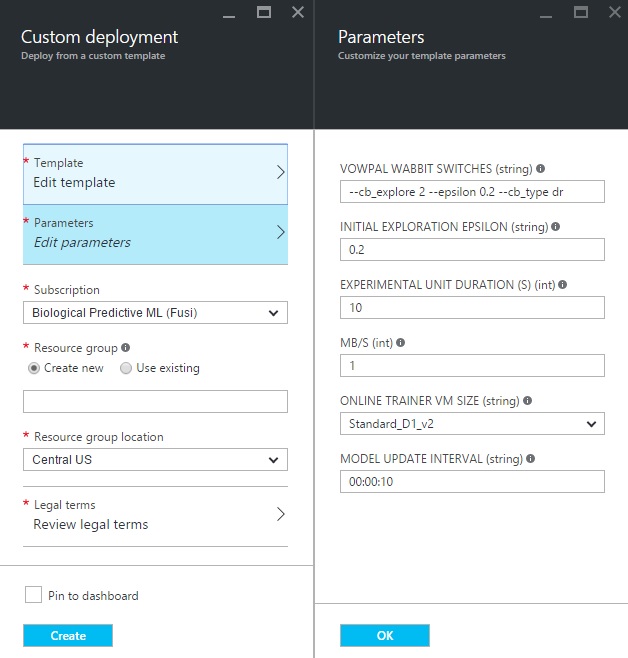 Custom deployment
Deploy from a custom template
* Template
Edit template
* Parameters
Edit parameters
* Subscription
Biological Predictive ML (Fusi)
* Resource group
Create new
Use existing
* Resource group location
Central US
* Legal terms
Review legal terms
Pin to dashboard
Create
Parameters
Customize your template parameters
VOWPAL WABBIT SWITCHES (string)
--cb_explore 2 --epsilon 0.2 --cb_type dr
INITIAL EXPLORATION EPSILON (string)
0.2
EXPERIMENTAL UNIT DURATION (S) (int)
10
MB/S (int)
1
ONLINE TRAINER VM SIZE (string)
Standard_D1_v2
MODEL UPDATE INTERVAL (string)
00:00:10
OK